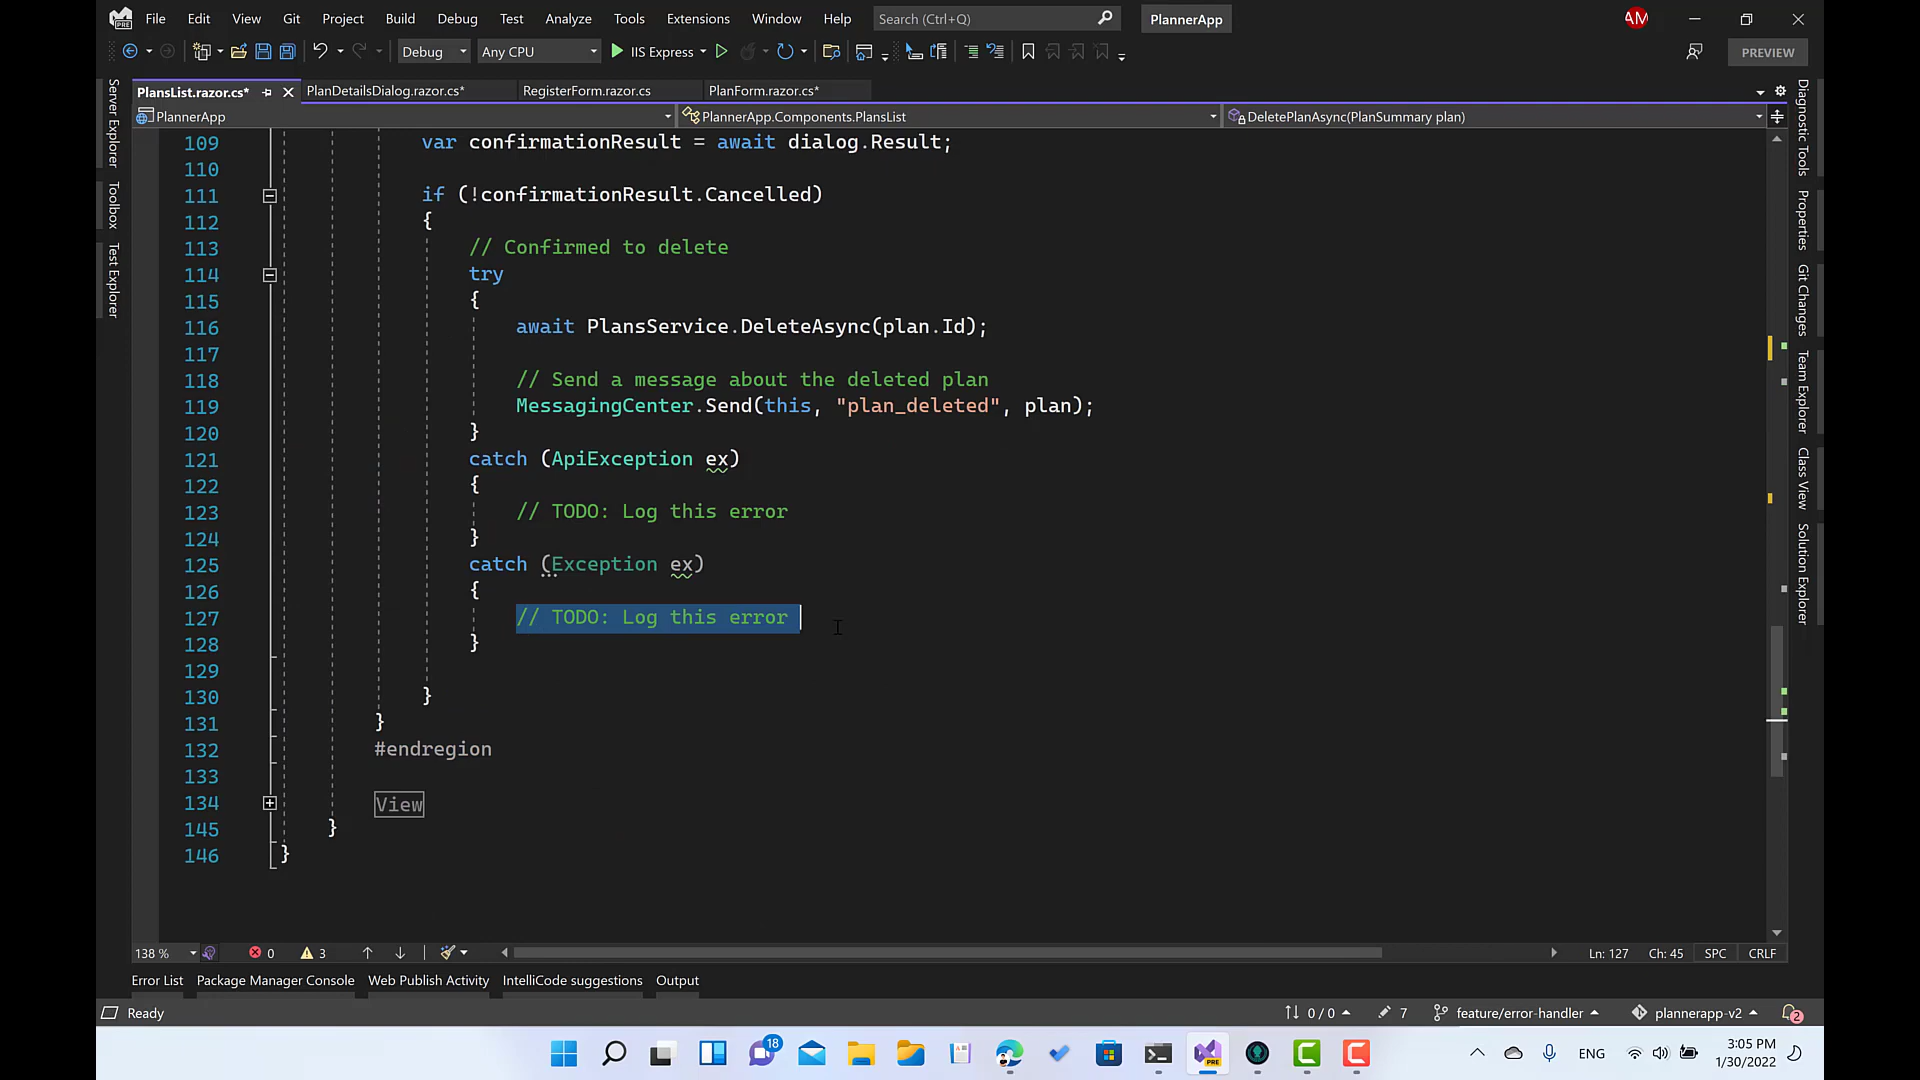 File Edit View Git Project Build Debug Test Analyze Tools Extensions Window Help Search (Ctrl+Q) PlannerApp AM
Debug Any CPU IIS Express PREVIEW
PlansList.razor.cs* PlanDetailsDialog.razor.cs* RegisterForm.razor.cs PlanForm.razor.cs*
PlannerApp PlannerApp.Components.PlansList DeletePlanAsync(PlanSummary plan)
Server Explorer
Toolbox
Test Explorer
109 var confirmationResult = await dialog.Result;
110
111 if (!confirmationResult.Cancelled)
112 {
113 // Confirmed to delete
114 try
115 {
116 await PlansService.DeleteAsync(plan.Id);
117
118 // Send a message about the deleted plan
119 MessagingCenter.Send(this, "plan_deleted", plan);
120 }
121 catch (ApiException ex)
122 {
123 // TODO: Log this error
124 }
125 catch (Exception ex)
126 {
127 // TODO: Log this error
128 }
129
130 }
131 }
132 #endregion
133
134 View
145 }
146 }
Diagnostic Tools
Properties
Git Changes
Team Explorer
Class View
Solution Explorer
138 % 0 3 Ln: 127 Ch: 45 SPC CRLF
Error List Package Manager Console Web Publish Activity IntelliCode suggestions Output
Ready 0 / 0 7 feature/error-handler plannerapp-v2 2
18 PRE ENG 3:05 PM
1/30/2022